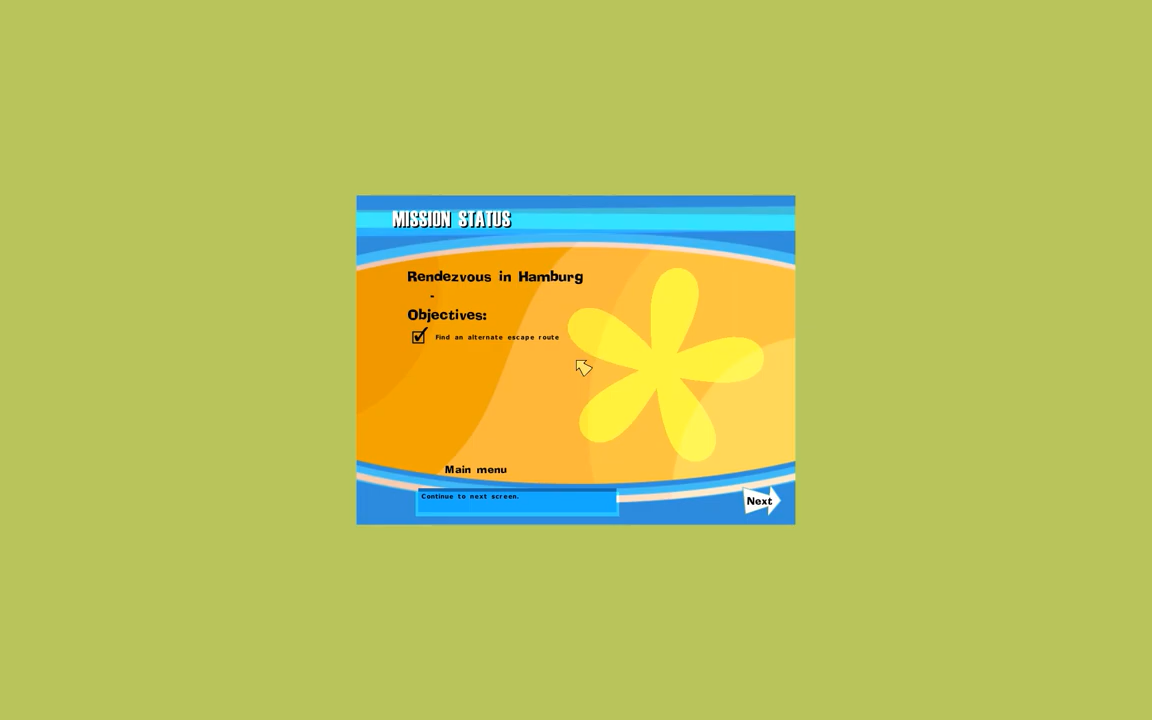 MISSION STATUS
Rendezvous in Hamburg
-
Objectives:
Find an alternate escape route
Main menu
Continue to next screen.
Next